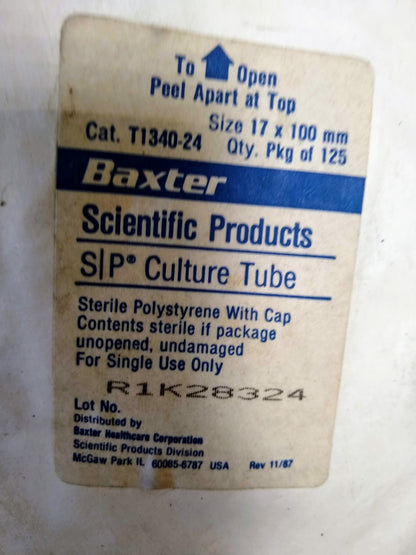 To Open
Peel Apart at Top
Size 17 x 100 mm
Cat. T1340-24 Qty. Pkg of 125
Baxter
Scientific Products
S|P® Culture Tube
Sterile Polystyrene With Cap
Contents sterile if package
unopened, undamaged
For Single Use Only
R1K28324
Lot No.
Distributed by
Baxter Healthcare Corporation
Scientific Products Division
McGaw Park IL 60085-6787 USA Rev 11/87